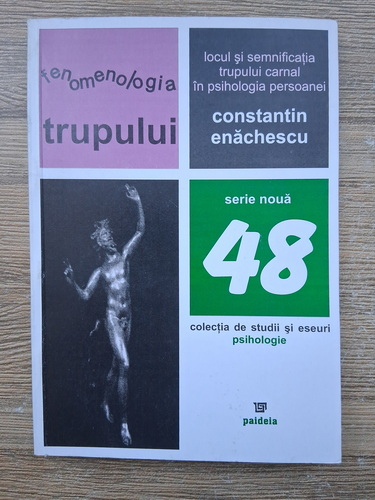 fenomenologia
trupului
locul și semnificația
trupului carnal
în psihologia persoanei
constantin
enăchescu
serie nouă
48
colecția de studii și eseuri
psihologie
paideia